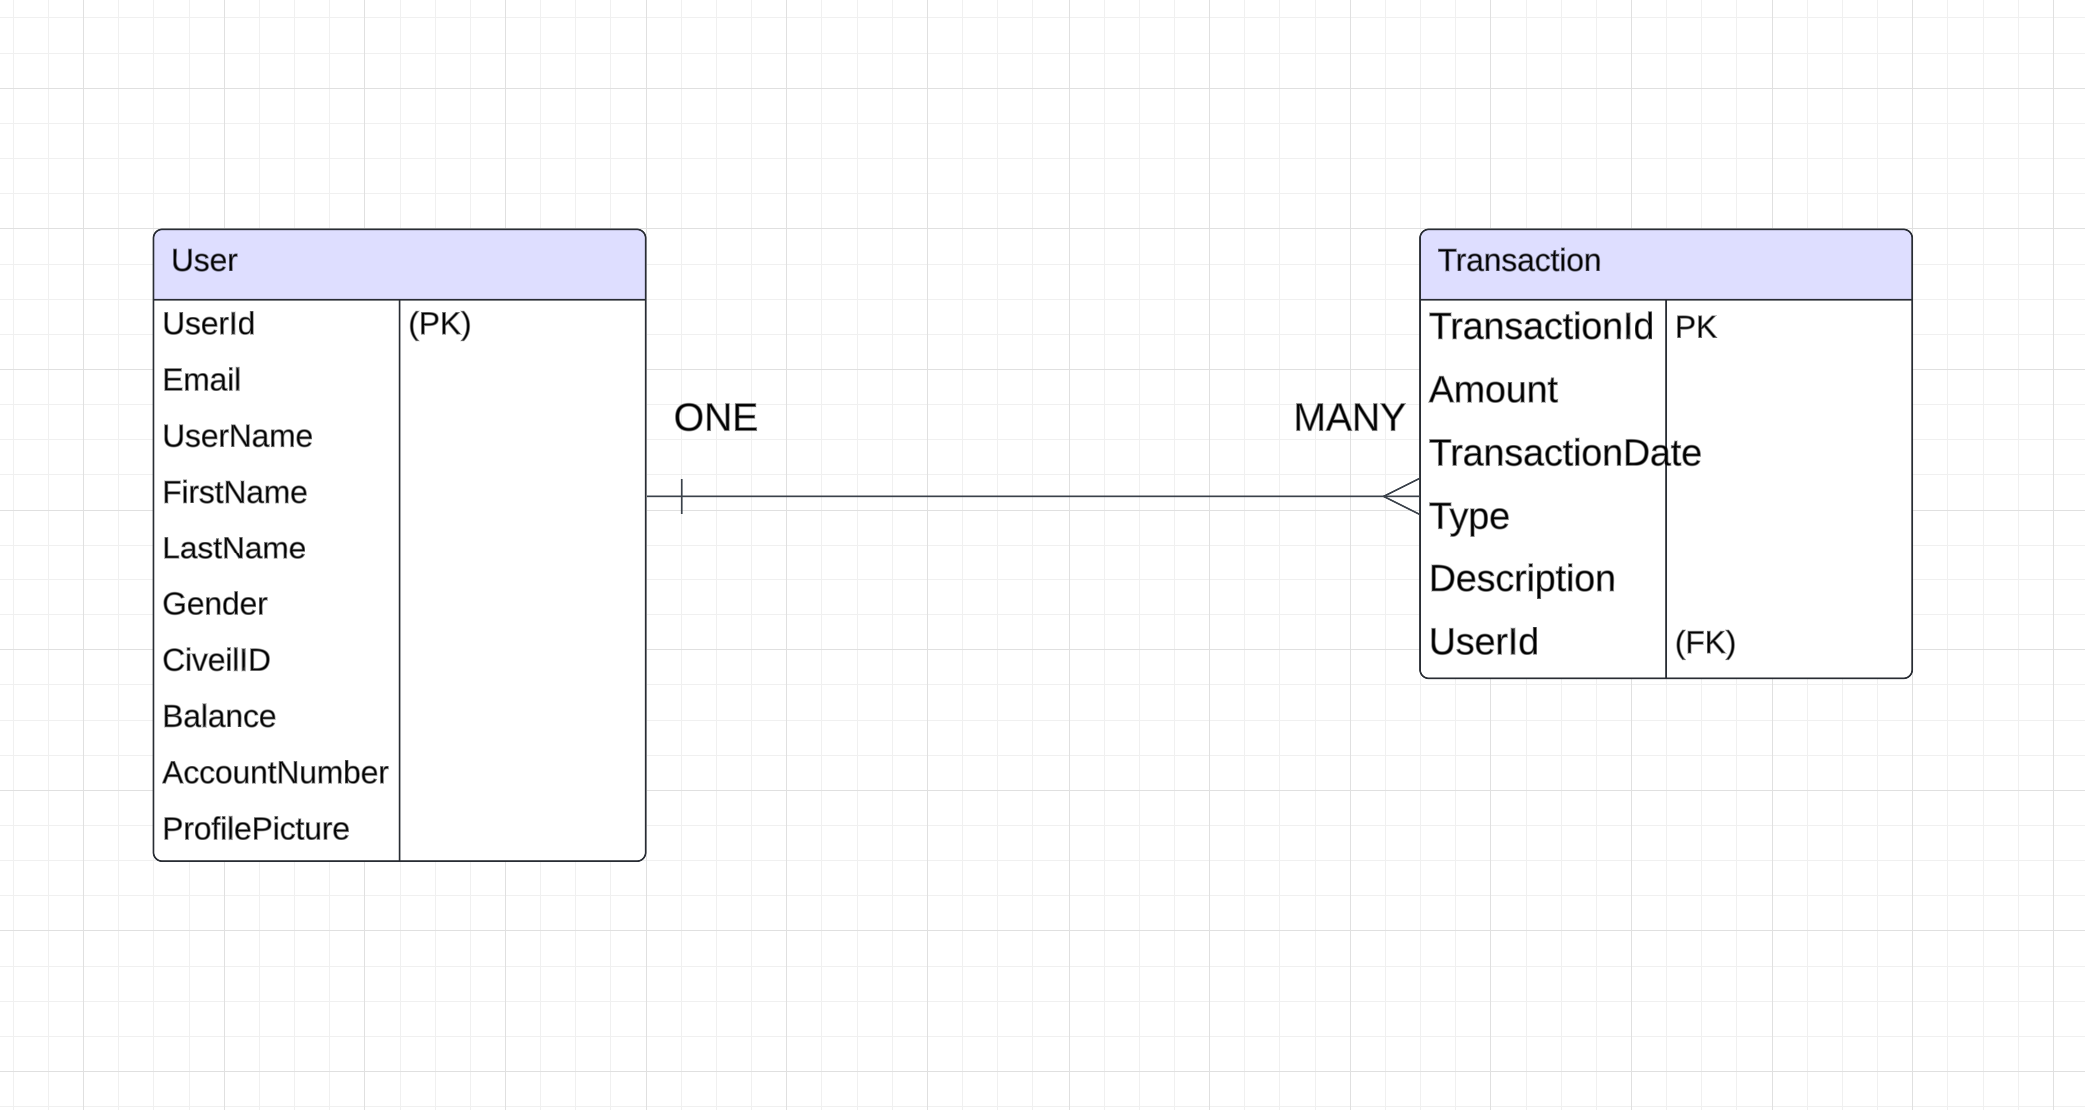 User
UserId (PK)
Email
UserName
FirstName
LastName
Gender
CiveilID
Balance
AccountNumber
ProfilePicture
ONE
MANY
Transaction
TransactionId PK
Amount
TransactionDate
Type
Description
UserId (FK)